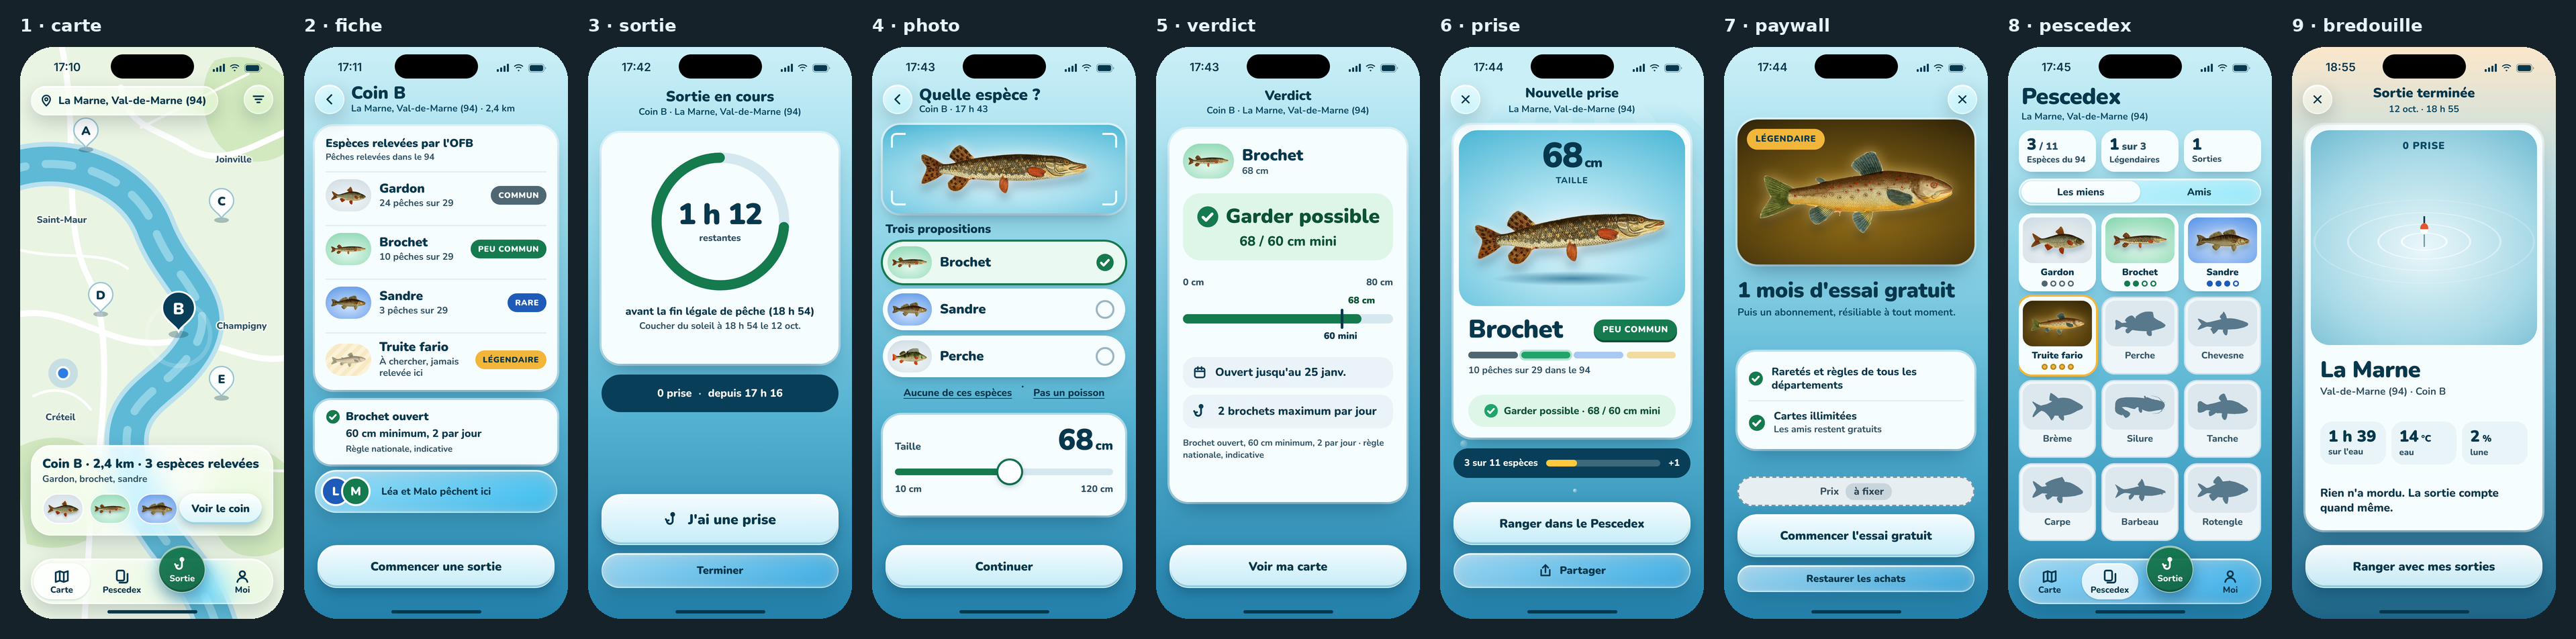 1 · carte
17:10
La Marne, Val-de-Marne (94)
A
Joinville
C
Saint-Maur
D
B
Champigny
E
Créteil
Coin B · 2,4 km · 3 espèces relevées
Gardon, brochet, sandre
Voir le coin
Carte
Pescedex
Sortie
Moi
2 · fiche
17:11
Coin B
La Marne, Val-de-Marne (94) · 2,4 km
Espèces relevées par l'OFB
Pêches relevées dans le 94
Gardon
24 pêches sur 29
COMMUN
Brochet
10 pêches sur 29
PEU COMMUN
Sandre
3 pêches sur 29
RARE
Truite fario
À chercher, jamais
relevée ici
LÉGENDAIRE
Brochet ouvert
60 cm minimum, 2 par jour
Règle nationale, indicative
L
M
Léa et Malo pêchent ici
Commencer une sortie
3 · sortie
17:42
Sortie en cours
Coin B · La Marne, Val-de-Marne (94)
1 h 12
restantes
avant la fin légale de pêche (18 h 54)
Coucher du soleil à 18 h 54 le 12 oct.
0 prise · depuis 17 h 16
J'ai une prise
Terminer
4 · photo
17:43
Quelle espèce ?
Coin B · 17 h 43
Trois propositions
Brochet
Sandre
Perche
Aucune de ces espèces · Pas un poisson
Taille
68 cm
10 cm
120 cm
Continuer
5 · verdict
17:43
Verdict
Coin B · La Marne, Val-de-Marne (94)
Brochet
68 cm
Garder possible
68 / 60 cm mini
0 cm
80 cm
68 cm
60 mini
Ouvert jusqu'au 25 janv.
2 brochets maximum par jour
Brochet ouvert, 60 cm minimum, 2 par jour · règle
nationale, indicative
Voir ma carte
6 · prise
17:44
Nouvelle prise
La Marne, Val-de-Marne (94)
68 cm
TAILLE
Brochet
PEU COMMUN
10 pêches sur 29 dans le 94
Garder possible · 68 / 60 cm mini
3 sur 11 espèces
+1
Ranger dans le Pescedex
Partager
7 · paywall
17:44
LÉGENDAIRE
1 mois d'essai gratuit
Puis un abonnement, résiliable à tout moment.
Raretés et règles de tous les
départements
Cartes illimitées
Les amis restent gratuits
Prix à fixer
Commencer l'essai gratuit
Restaurer les achats
8 · pescedex
17:45
Pescedex
La Marne, Val-de-Marne (94)
3 / 11
Espèces du 94
1 sur 3
Légendaires
1
Sorties
Les miens
Amis
Gardon
Brochet
Sandre
Truite fario
Perche
Chevesne
Brème
Silure
Tanche
Carpe
Barbeau
Rotengle
Carte
Pescedex
Sortie
Moi
9 · bredouille
18:55
Sortie terminée
12 oct. · 18 h 55
0 PRISE
La Marne
Val-de-Marne (94) · Coin B
1 h 39
sur l'eau
14 °C
eau
2 %
lune
Rien n'a mordu. La sortie compte
quand même.
Ranger avec mes sorties